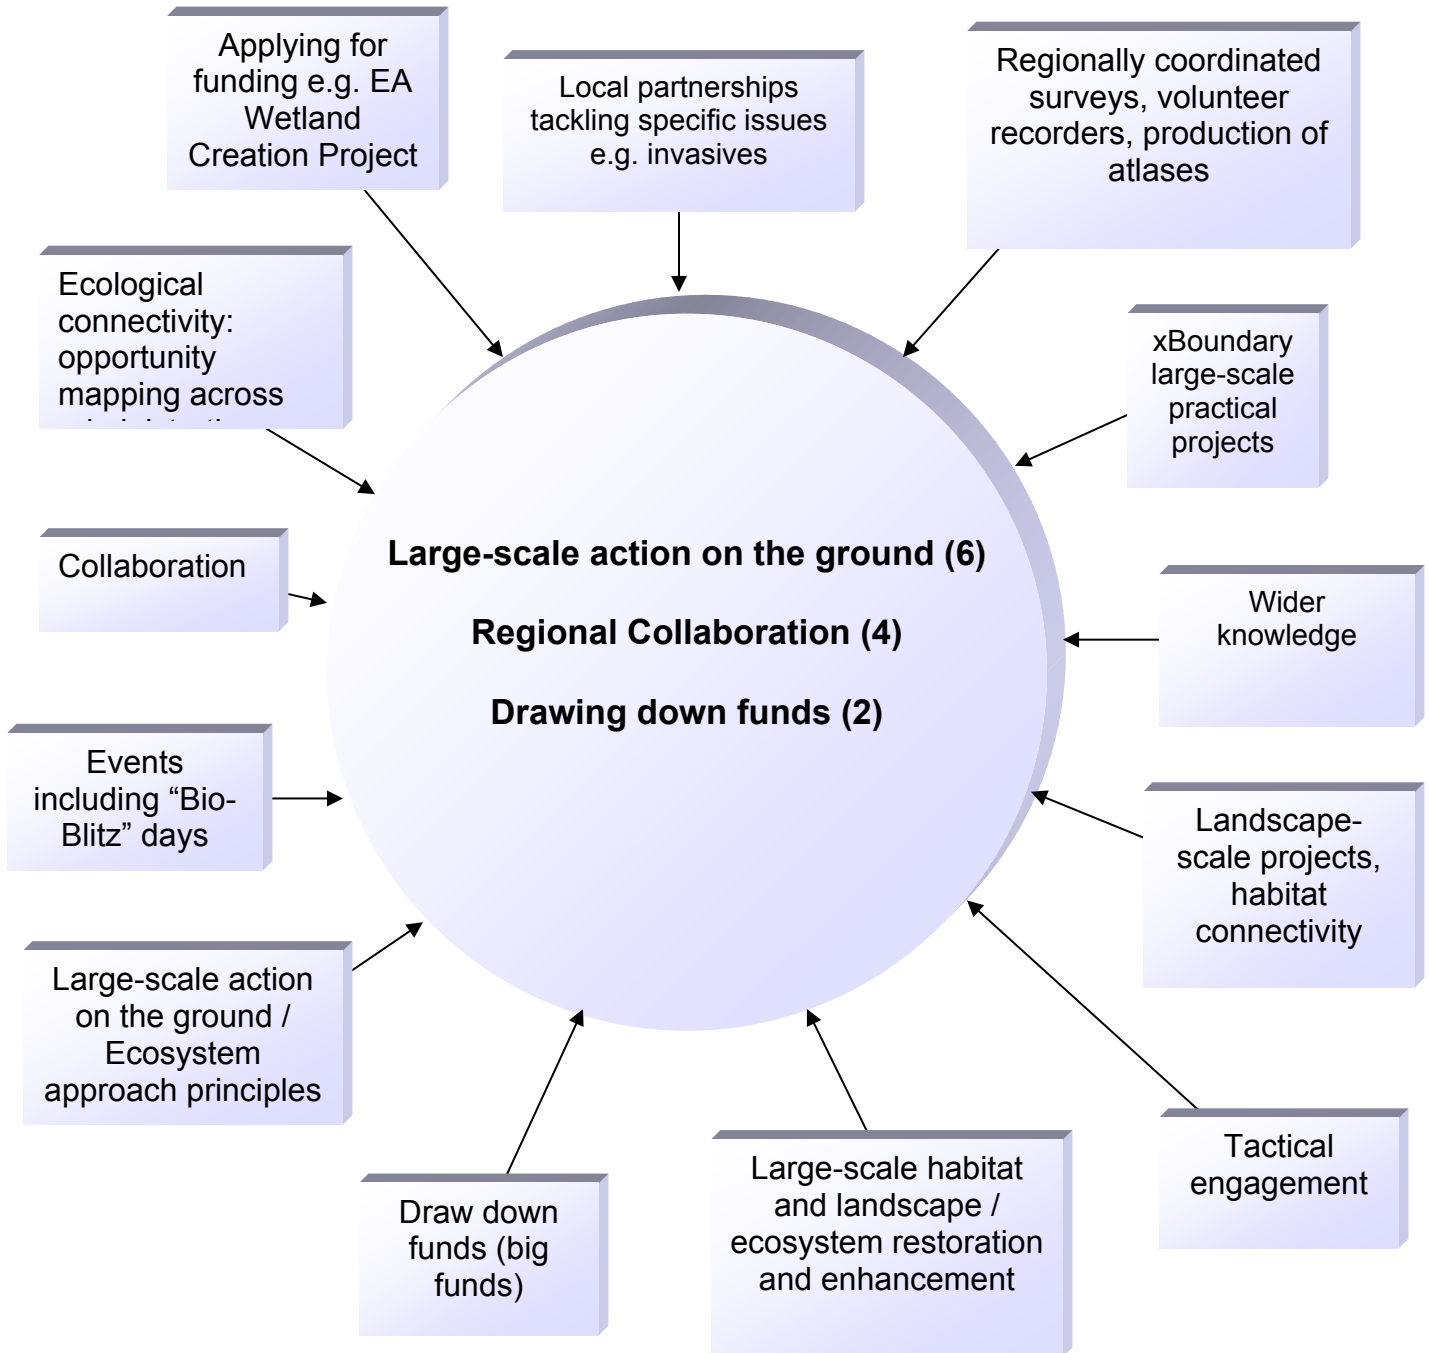 Applying for
funding e.g. EA
Wetland
Creation Project
Local partnerships
tackling specific issues
e.g. invasives
Regionally coordinated
surveys, volunteer
recorders, production of
atlases
Ecological
connectivity:
opportunity
mapping across
xBoundary
large-scale
practical
projects
Collaboration
Large-scale action on the ground (6)
Regional Collaboration (4)
Drawing down funds (2)
Wider
knowledge
Events
including “Bio-
Blitz” days
Landscape-
scale projects,
habitat
connectivity
Large-scale action
on the ground /
Ecosystem
approach principles
Draw down
funds (big
funds)
Large-scale habitat
and landscape /
ecosystem restoration
and enhancement
Tactical
engagement